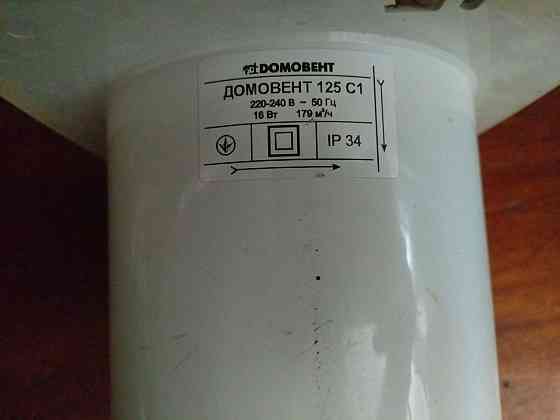 ДОМОВЕНТ
ДОМОВЕНТ 125 С1
220-240 В ~ 50 Гц
16 Вт 179 м³/ч
IP 34